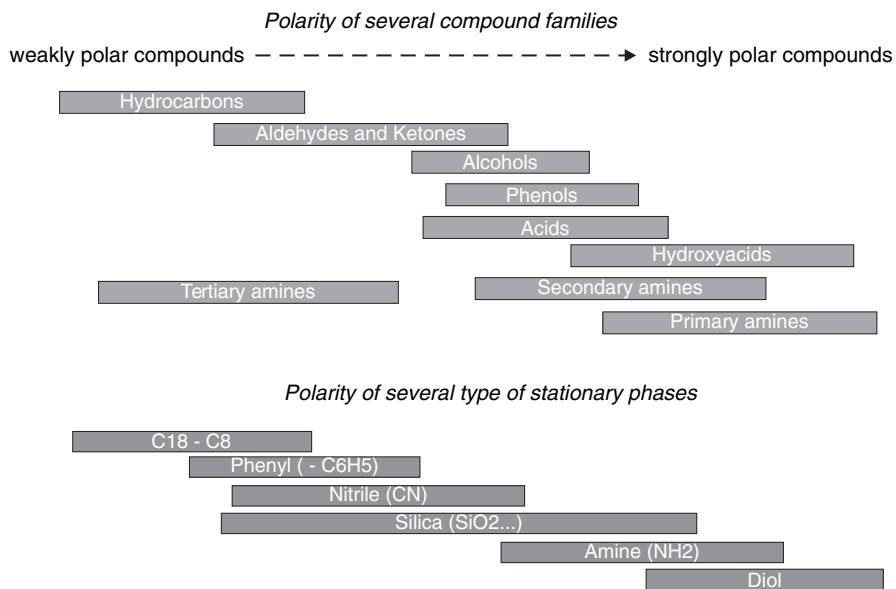 Polarity of several compound families
weakly polar compounds strongly polar compounds
Hydrocarbons
Aldehydes and Ketones
Alcohols
Phenols
Acids
Hydroxyacids
Tertiary amines Secondary amines
Primary amines
Polarity of several type of stationary phases
C18 - C8
Phenyl ( - C6H5)
Nitrile (CN)
Silica (SiO2...)
Amine (NH2)
Diol